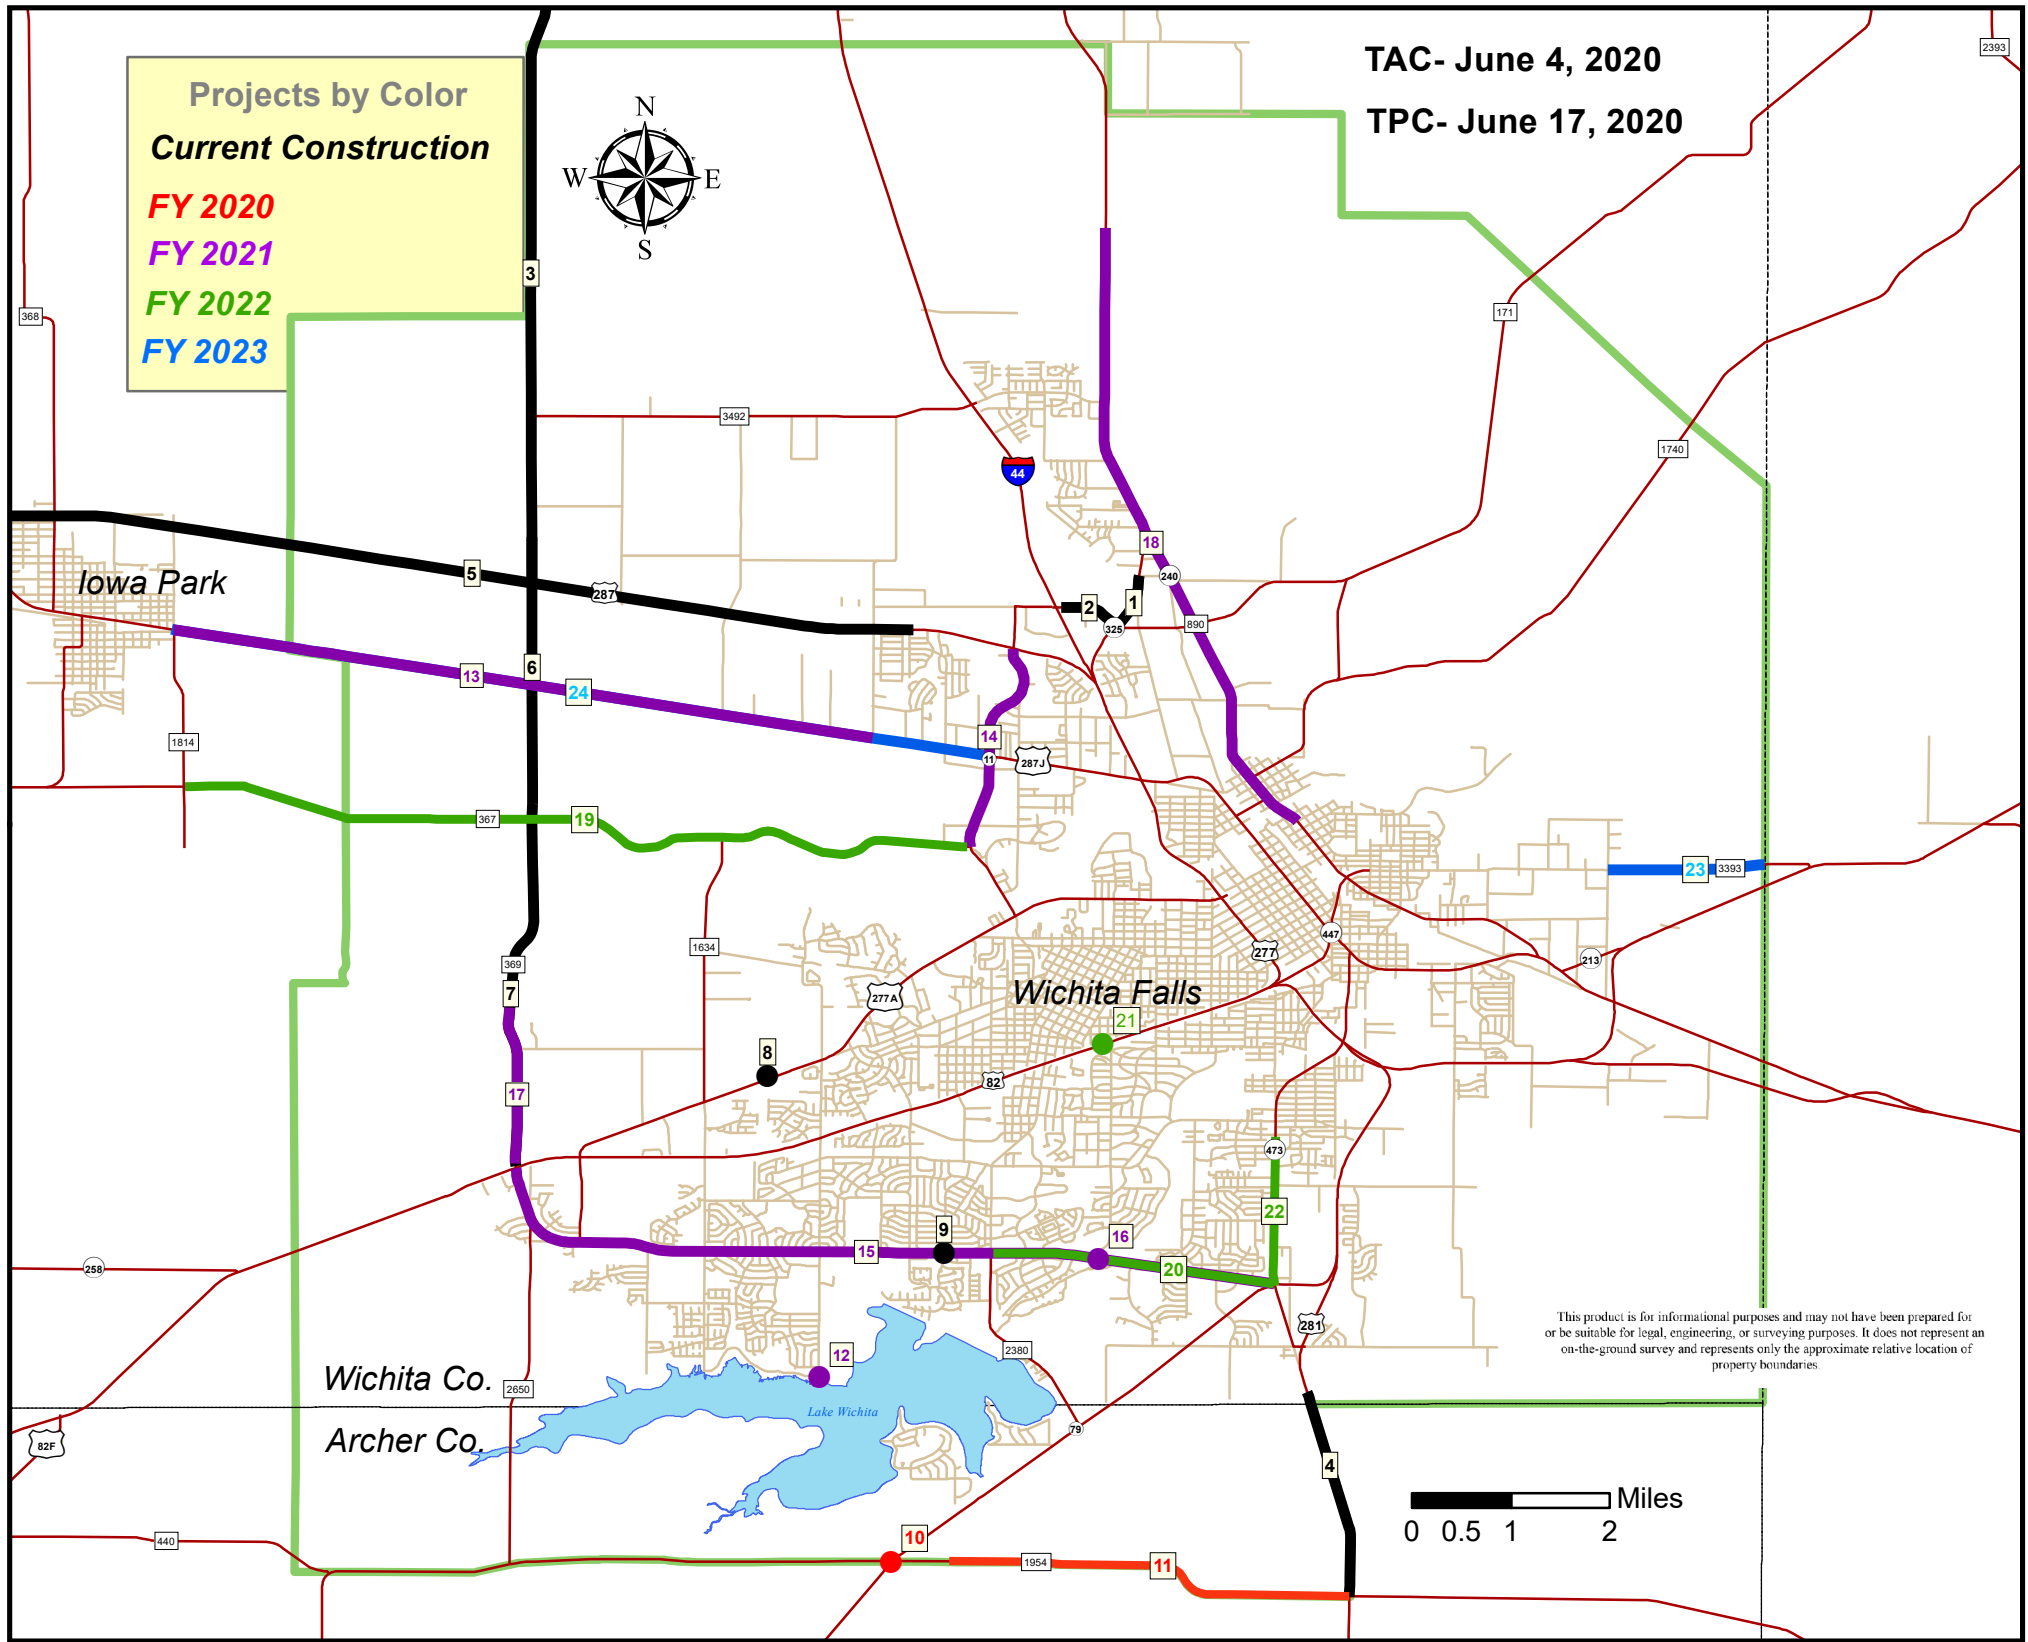 TAC- June 4, 2020
TPC- June 17, 2020
2393
Projects by Color
Current Construction
FY 2020
FY 2021
FY 2022
FY 2023
N
W
E
S
3
368
171
3492
1740
44
18
5
Iowa Park
287
240
2
1
325
890
6
13
24
14
1814
11
287J
367
19
23
3393
447
1634
277
213
369
7
277A
Wichita Falls
21
8
82
17
473
22
9
16
15
20
258
281
This product is for informational purposes and may not have been prepared for
or be suitable for legal, engineering, or surveying purposes. It does not represent an
on-the-ground survey and represents only the approximate relative location of
property boundaries.
12
2380
Wichita Co.
2650
Lake Wichita
79
82F
Archer Co.
4
Miles
0 0.5 1 2
440
10
1954
11